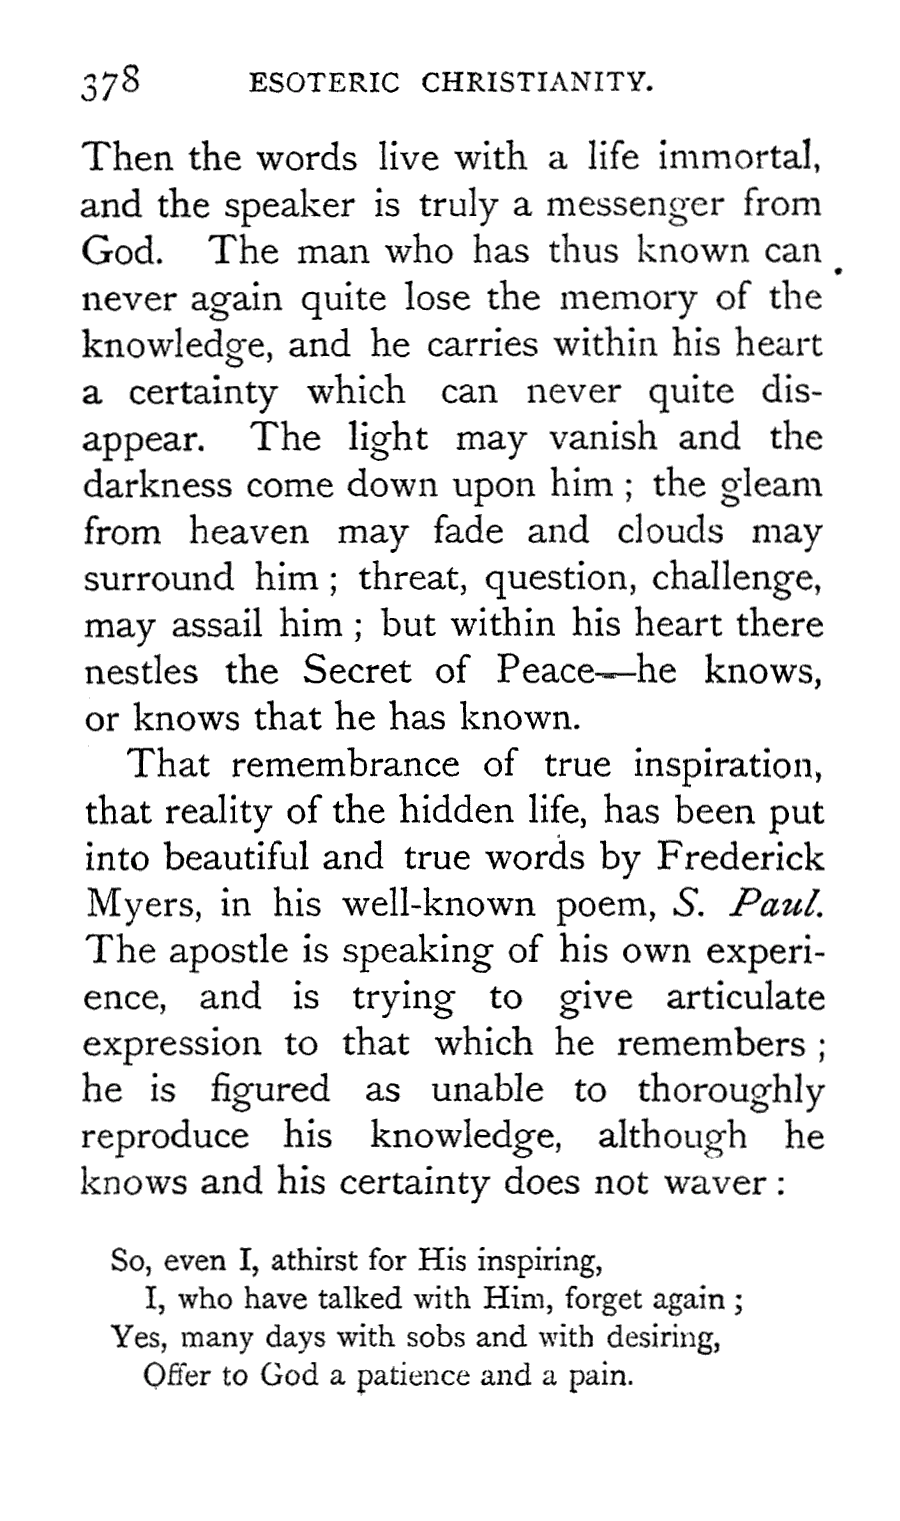 378 ESOTERIC CHRISTIANITY.
Then the words live with a life immortal,
and the speaker is truly a messenger from
God. The man who has thus known can
never again quite lose the memory of the
knowledge, and he carries within his heart
a certainty which can never quite dis-
appear. The light may vanish and the
darkness come down upon him ; the gleam
from heaven may fade and clouds may
surround him ; threat, question, challenge,
may assail him ; but within his heart there
nestles the Secret of Peace—he knows,
or knows that he has known.
That remembrance of true inspiration,
that reality of the hidden life, has been put
into beautiful and true words by Frederick
Myers, in his well-known poem, S. Paul.
The apostle is speaking of his own experi-
ence, and is trying to give articulate
expression to that which he remembers ;
he is figured as unable to thoroughly
reproduce his knowledge, although he
knows and his certainty does not waver :
So, even I, athirst for His inspiring,
I, who have talked with Him, forget again ;
Yes, many days with sobs and with desiring,
Offer to God a patience and a pain.